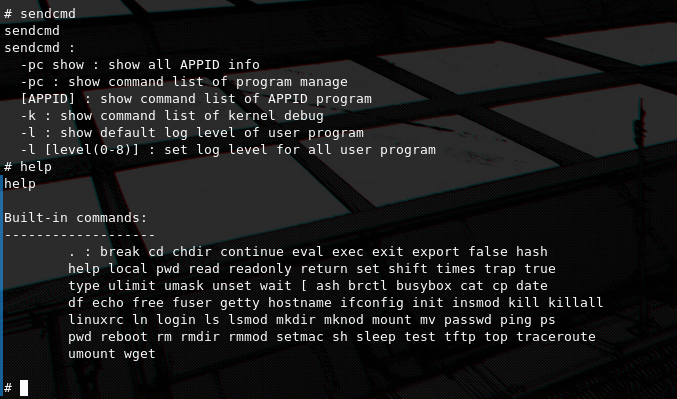 # sendcmd
sendcmd
sendcmd :
  -pc show : show all APPID info
  -pc : show command list of program manage
  [APPID] : show command list of APPID program
  -k : show command list of kernel debug
  -l : show default log level of user program
  -l [level(0-8)] : set log level for all user program
# help
help

Built-in commands:
-------------------
        . : break cd chdir continue eval exec exit export false hash
        help local pwd read readonly return set shift times trap true
        type ulimit umask unset wait [ ash brctl busybox cat cp date
        df echo free fuser getty hostname ifconfig init insmod kill killall
        linuxrc ln login ls lsmod mkdir mknod mount mv passwd ping ps
        pwd reboot rm rmdir rmmod setmac sh sleep test tftp top traceroute
        umount wget

#